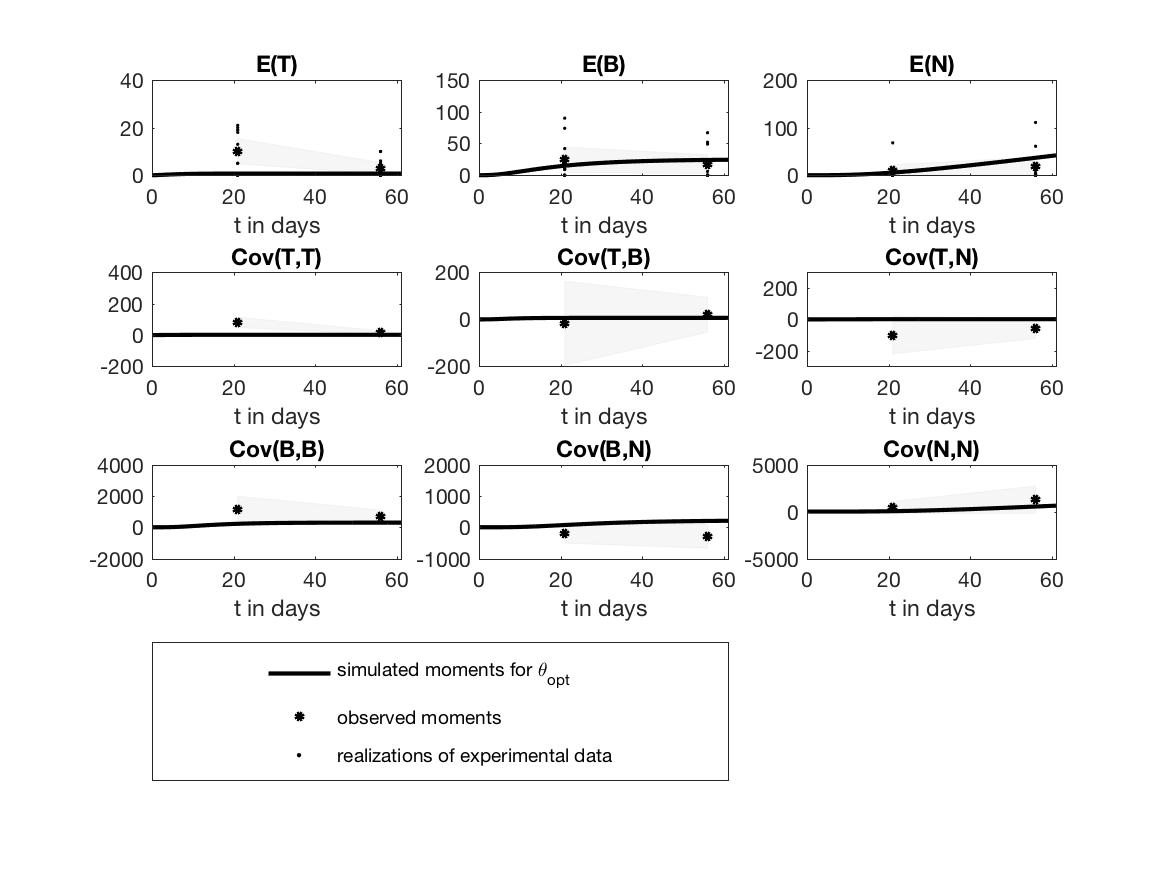 E(T)
E(B)
E(N)
40
20
0
150
100
50
0
200
100
0
0 20 40 60
0 20 40 60
0 20 40 60
t in days
t in days
t in days
Cov(T,T)
Cov(T,B)
Cov(T,N)
400
200
0
-200
200
0
-200
200
0
-200
0 20 40 60
0 20 40 60
0 20 40 60
t in days
t in days
t in days
Cov(B,B)
Cov(B,N)
Cov(N,N)
4000
2000
0
-2000
2000
1000
0
-1000
5000
0
-5000
0 20 40 60
0 20 40 60
0 20 40 60
t in days
t in days
t in days
simulated moments for θopt
observed moments
realizations of experimental data